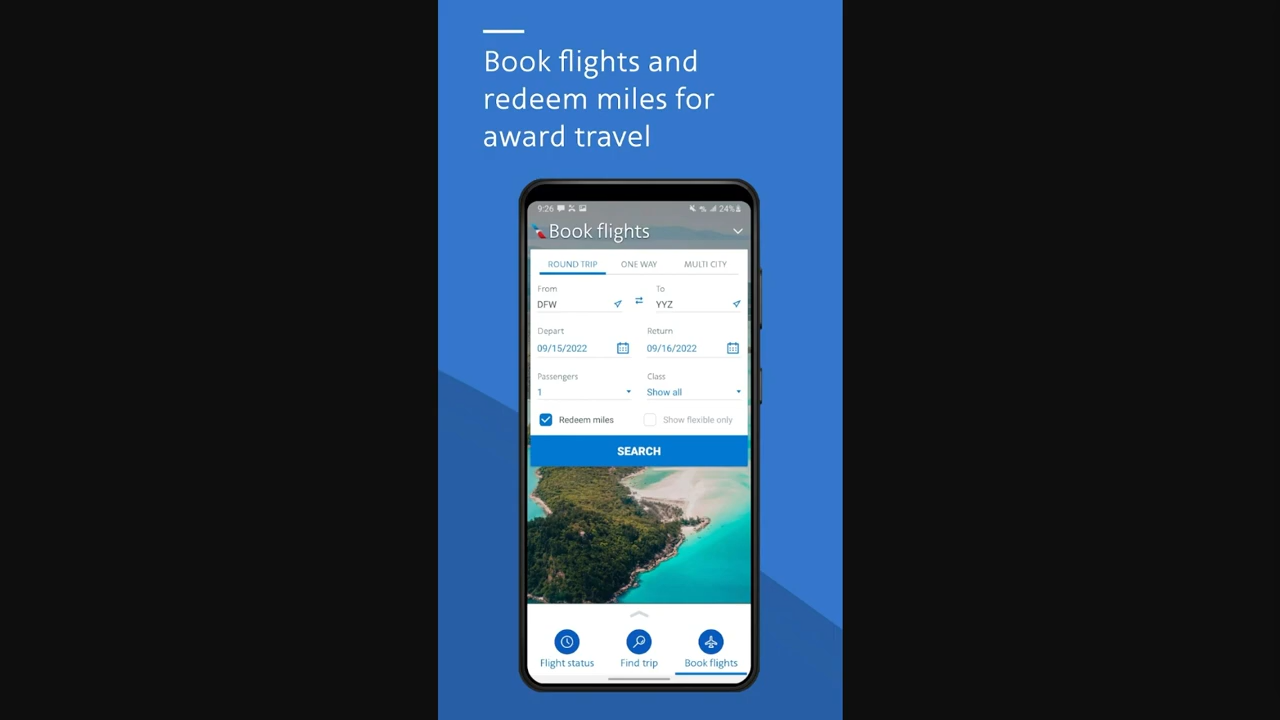 Book flights and
redeem miles for
award travel
9:26 24%
Book flights
ROUND TRIP ONE WAY MULTI CITY
From To
DFW YYZ
Depart Return
09/15/2022 09/16/2022
Passengers Class
1 Show all
Redeem miles Show flexible only
SEARCH
Flight status Find trip Book flights